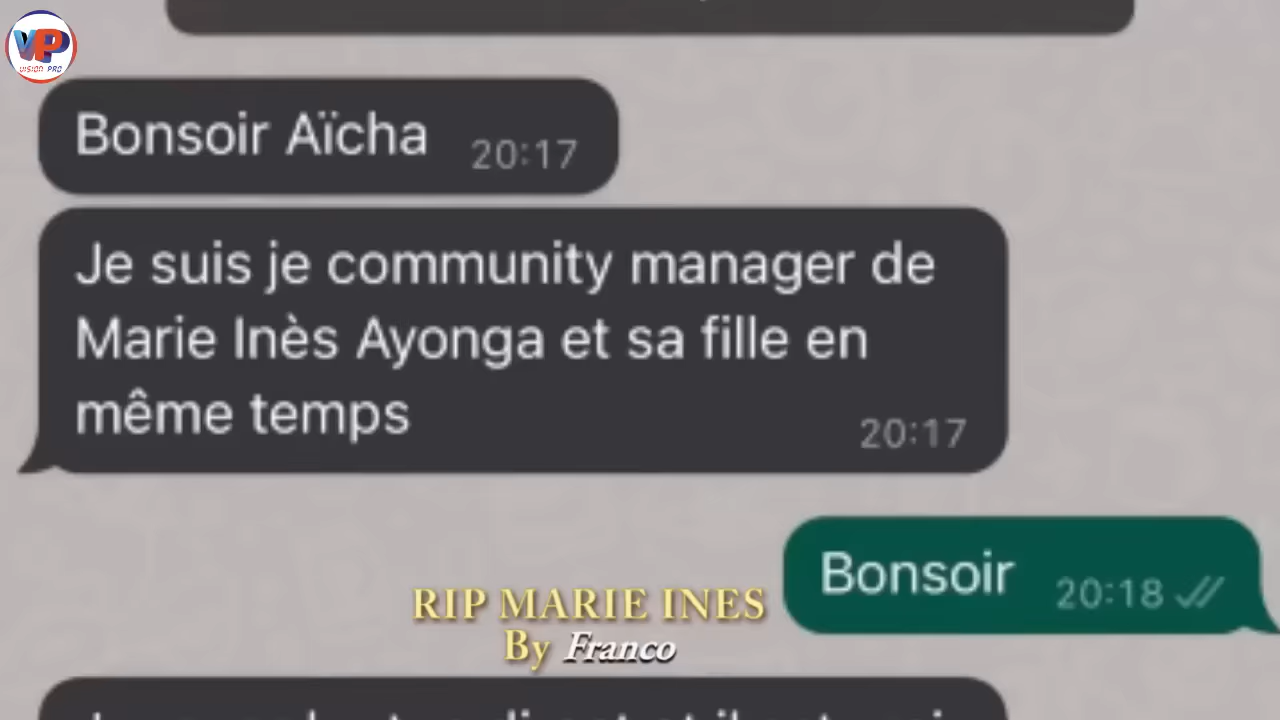 VP
VISION PRO
Bonsoir Aïcha 20:17
Je suis je community manager de
Marie Inès Ayonga et sa fille en
même temps
20:17
Bonsoir 20:18
RIP MARIE INES
By Franco